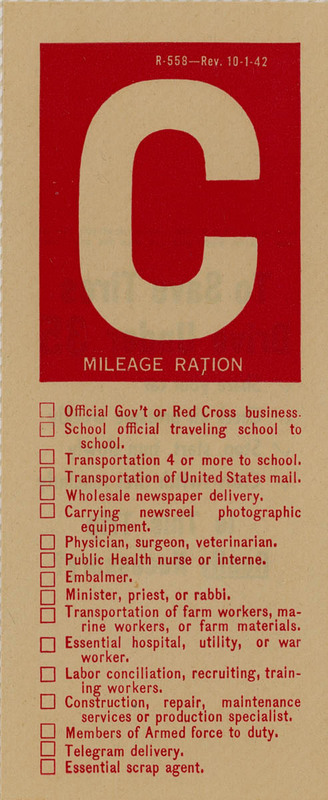 R-558—Rev. 10-1-42
C
MILEAGE RATION
Official Gov't or Red Cross business.
School official traveling school to
school.
Transportation 4 or more to school.
Transportation of United States mail.
Wholesale newspaper delivery.
Carrying newsreel photographic
equipment.
Physician, surgeon, veterinarian.
Public Health nurse or interne.
Embalmer.
Minister, priest, or rabbi.
Transportation of farm workers, ma-
rine workers, or farm materials.
Essential hospital, utility, or war
worker.
Labor conciliation, recruiting, train-
ing workers.
Construction, repair, maintenance
services or production specialist.
Members of Armed force to duty.
Telegram delivery.
Essential scrap agent.